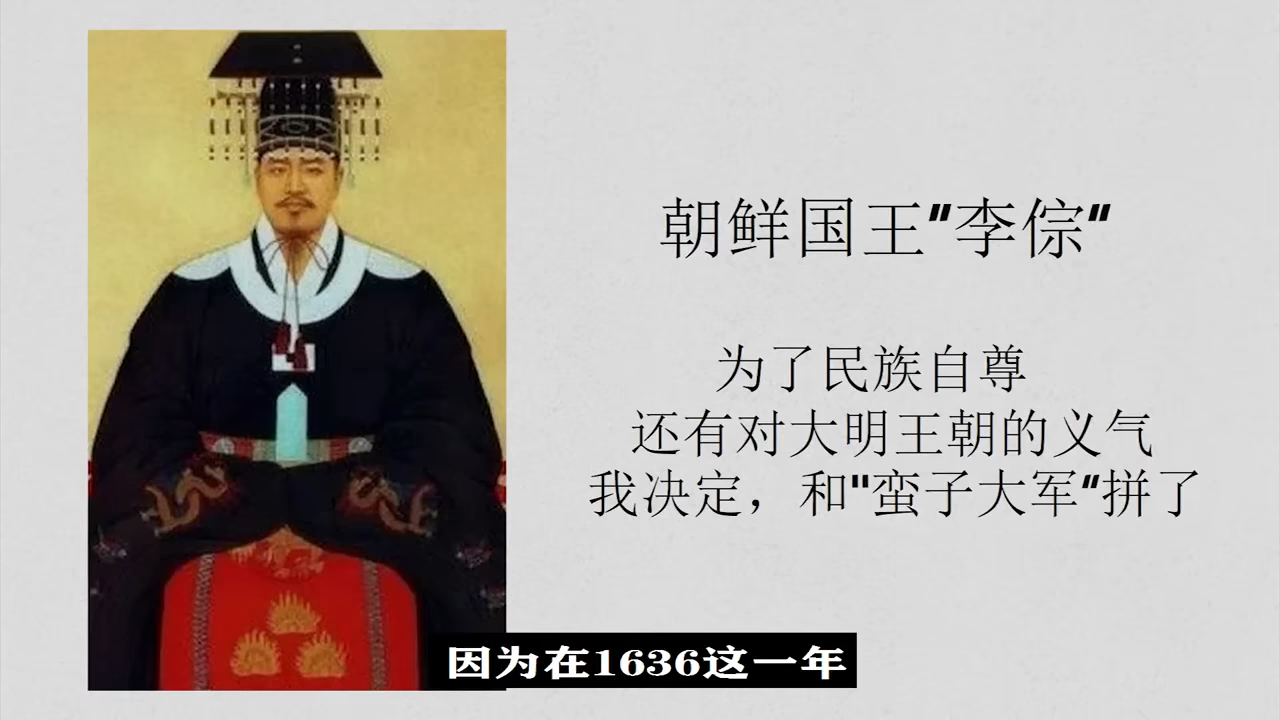 朝鲜国王"李倧"
为了民族自尊
还有对大明王朝的义气
我决定，和"蛮子大军"拼了
因为在1636这一年